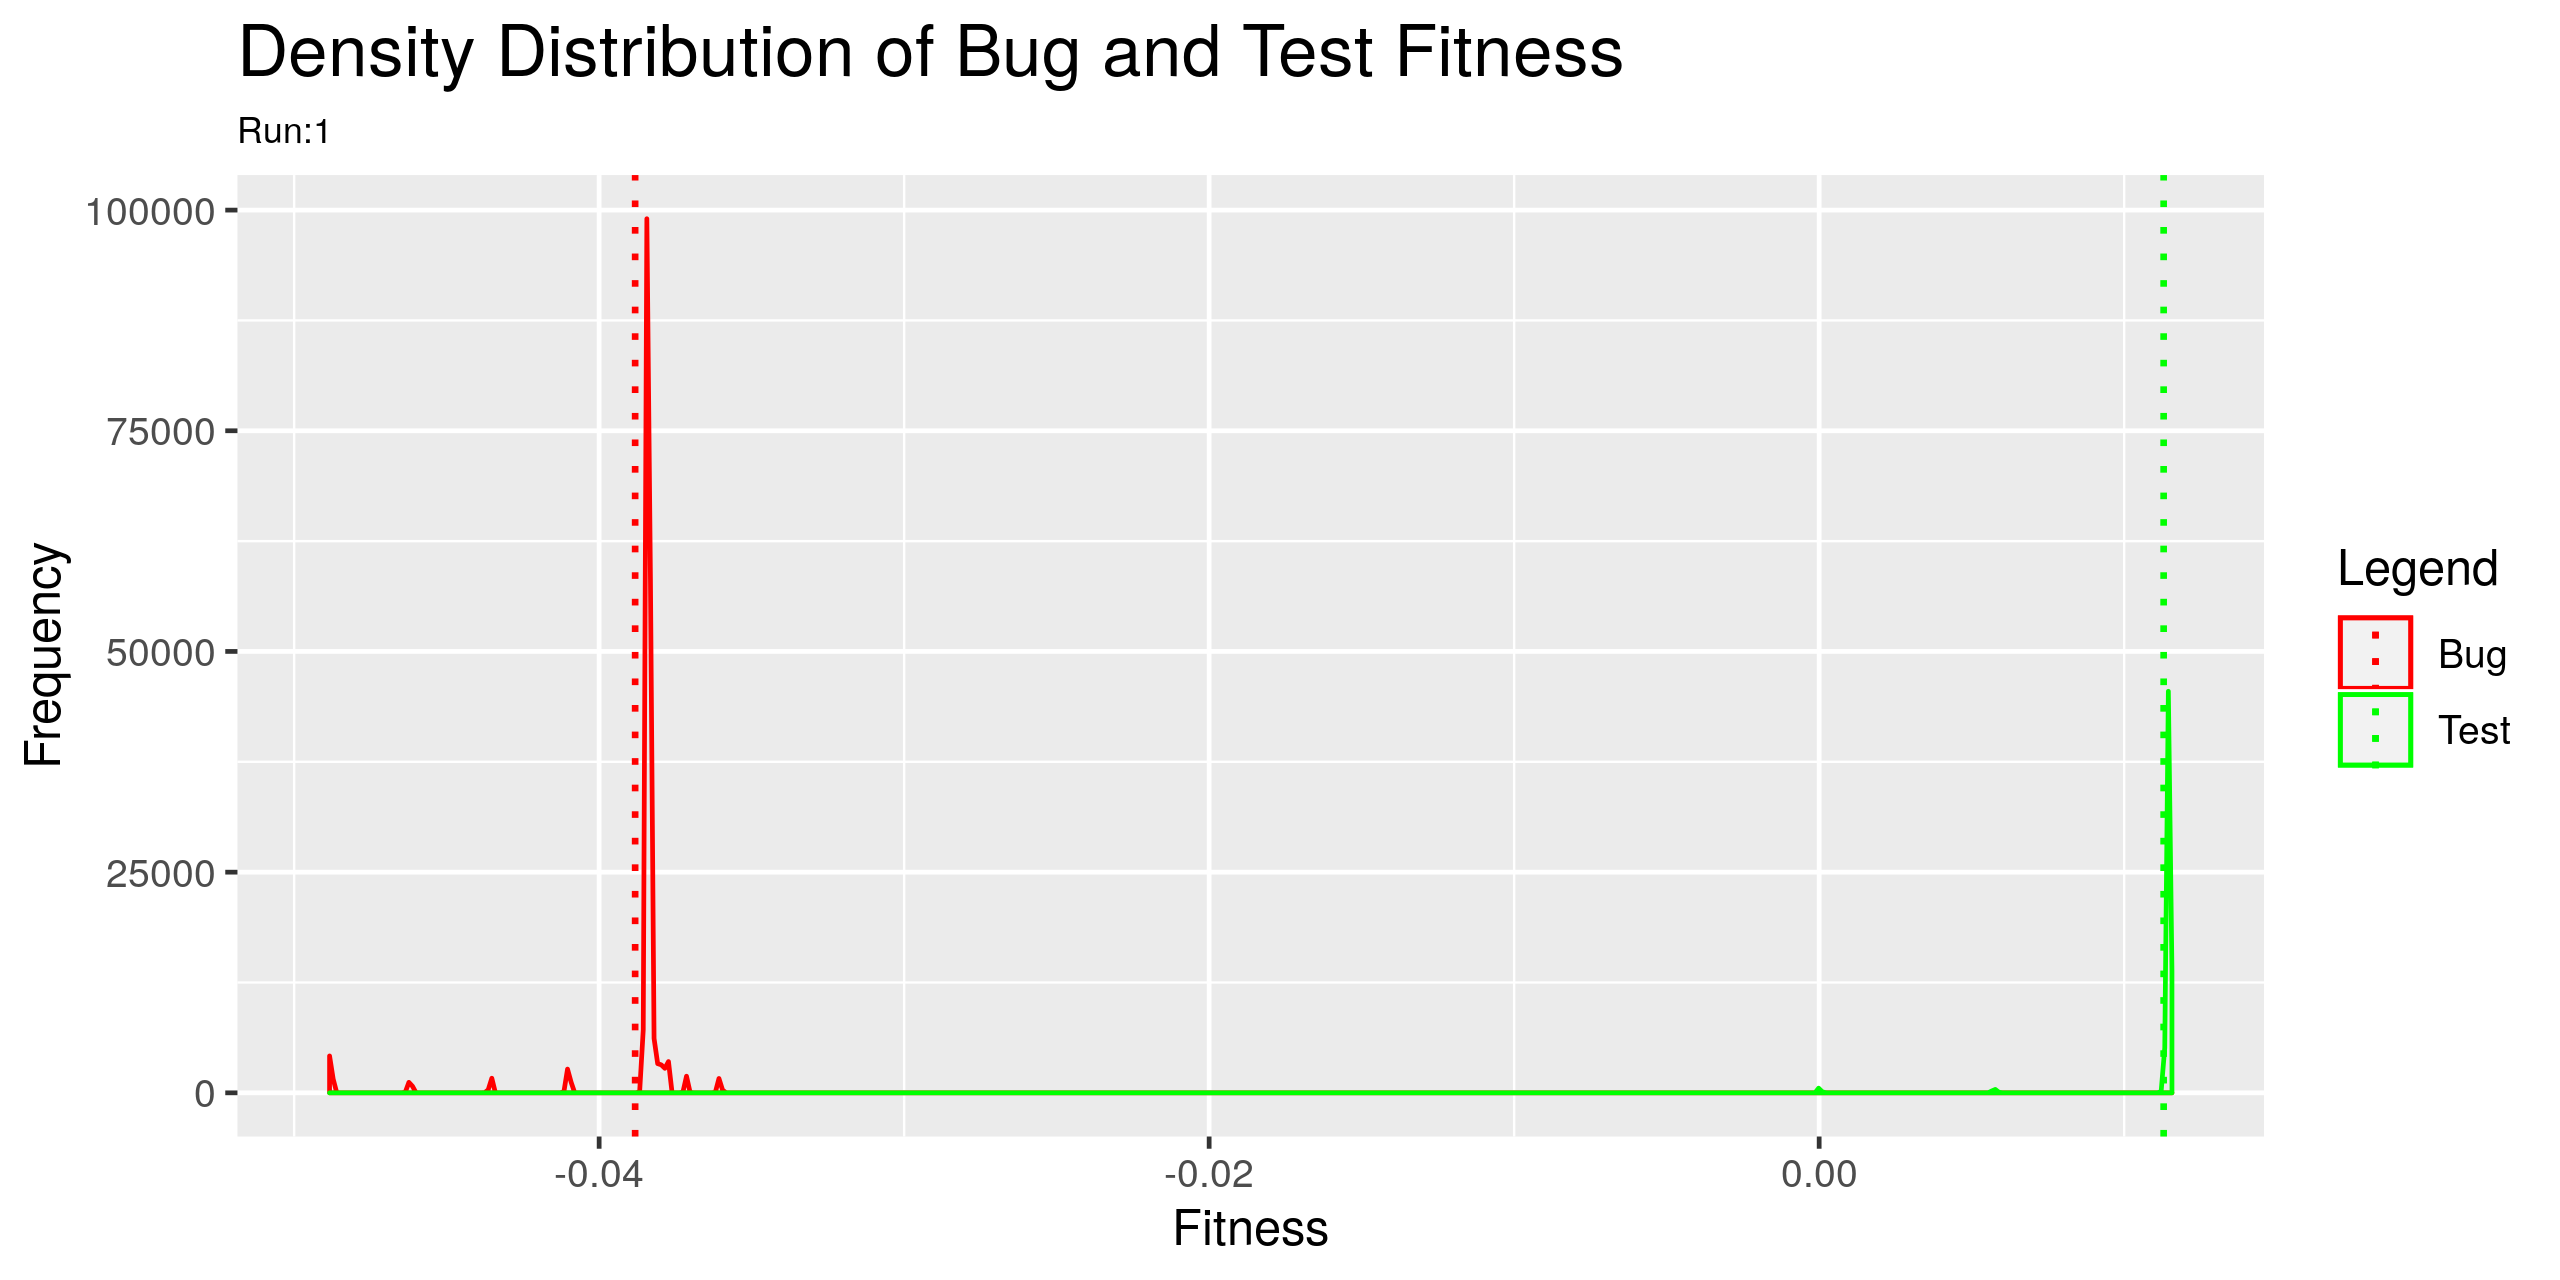 Density Distribution of Bug and Test Fitness
Run:1
100000
75000
50000
25000
0
Frequency
-0.04
-0.02
0.00
Fitness
Legend
Bug
Test